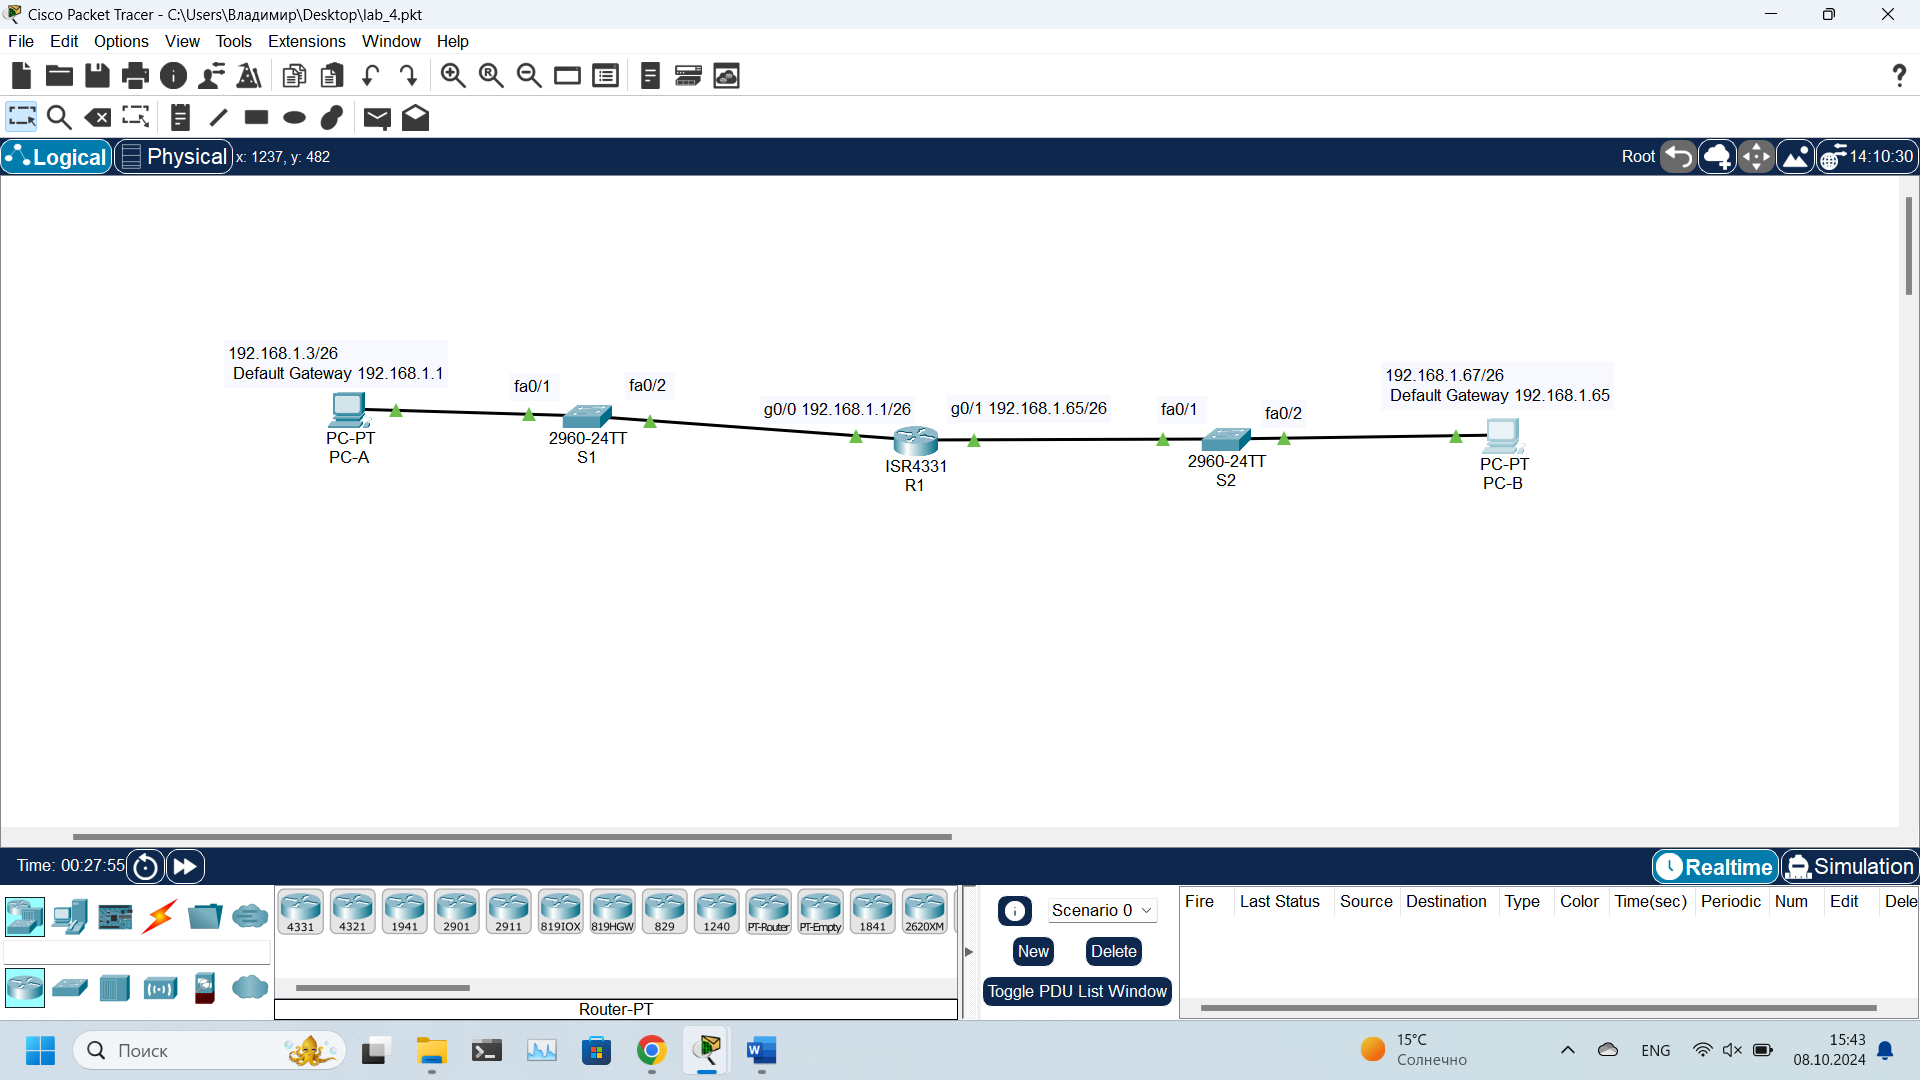 Cisco Packet Tracer - C:\Users\Владимир\Desktop\lab_4.pkt
File Edit Options View Tools Extensions Window Help
?
Logical Physical x: 1237, y: 482 Root 14:10:30
192.168.1.3/26
Default Gateway 192.168.1.1
fa0/1
fa0/2
g0/0 192.168.1.1/26
g0/1 192.168.1.65/26
fa0/1
fa0/2
192.168.1.67/26
Default Gateway 192.168.1.65
PC-PT
PC-A
2960-24TT
S1
ISR4331
R1
2960-24TT
S2
PC-PT
PC-B
Time: 00:27:55 Realtime Simulation
4331 4321 1941 2901 2911 819IOX 819HGW 829 1240 PT-Router PT-Empty 1841 2620XM
Router-PT
Scenario 0
New Delete
Toggle PDU List Window
Fire Last Status Source Destination Type Color Time(sec) Periodic Num Edit Dele
Поиск
15°C
Солнечно
ENG
15:43
08.10.2024